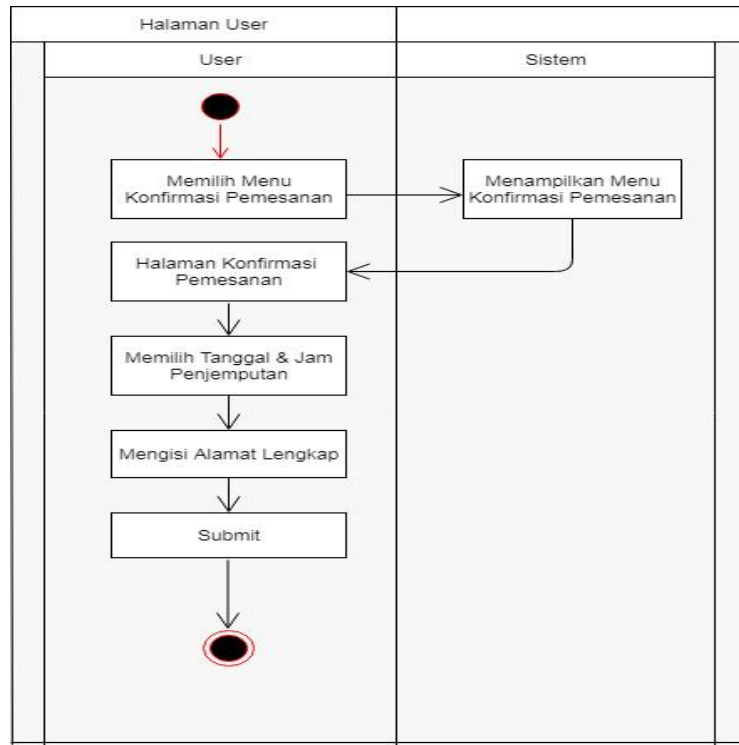 Halaman User
User
Sistem
Memilih Menu
Konfirmasi Pemesanan
Menampilkan Menu
Konfirmasi Pemesanan
Halaman Konfirmasi
Pemesanan
Memilih Tanggal & Jam
Penjemputan
Mengisi Alamat Lengkap
Submit